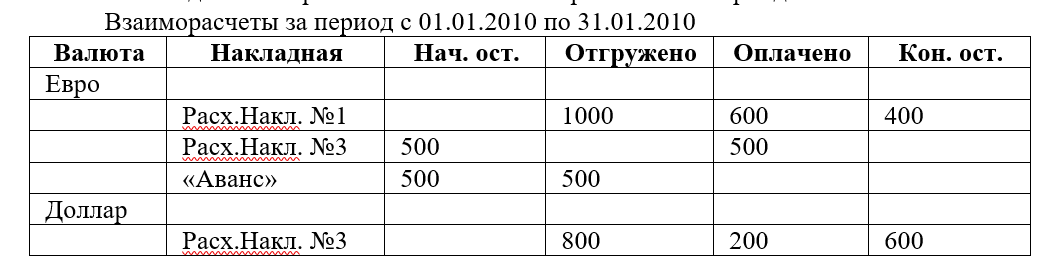 Взаиморасчеты за период с 01.01.2010 по 31.01.2010
Валюта Накладная Нач. ост. Отгружено Оплачено Кон. ост.
Евро
Расх.Накл. №1 1000 600 400
Расх.Накл. №3 500 500
«Аванс» 500 500
Доллар
Расх.Накл. №3 800 200 600